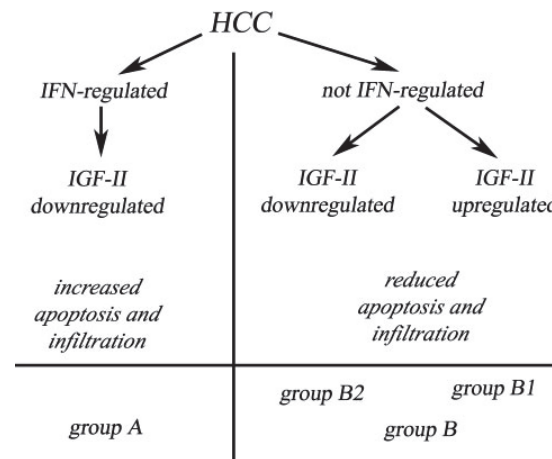 HCC
IFN-regulated
not IFN-regulated
IGF-II
downregulated
IGF-II
downregulated
IGF-II
upregulated
increased
apoptosis and
infiltration
reduced
apoptosis and
infiltration
group A
group B2
group B1
group B